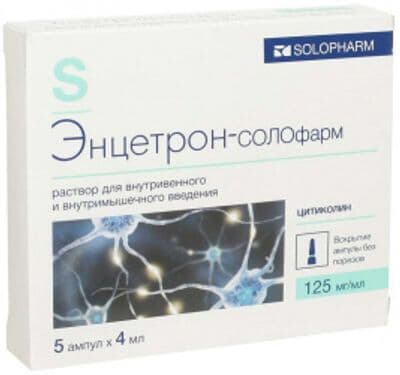 SOLOPHARM
S
Энцетрон-солофарм
раствор для внутривенного
и внутримышечного введения
цитиколин
Вскрытие
ампулы без
порезов
125 мг/мл
5 ампул x 4 мл